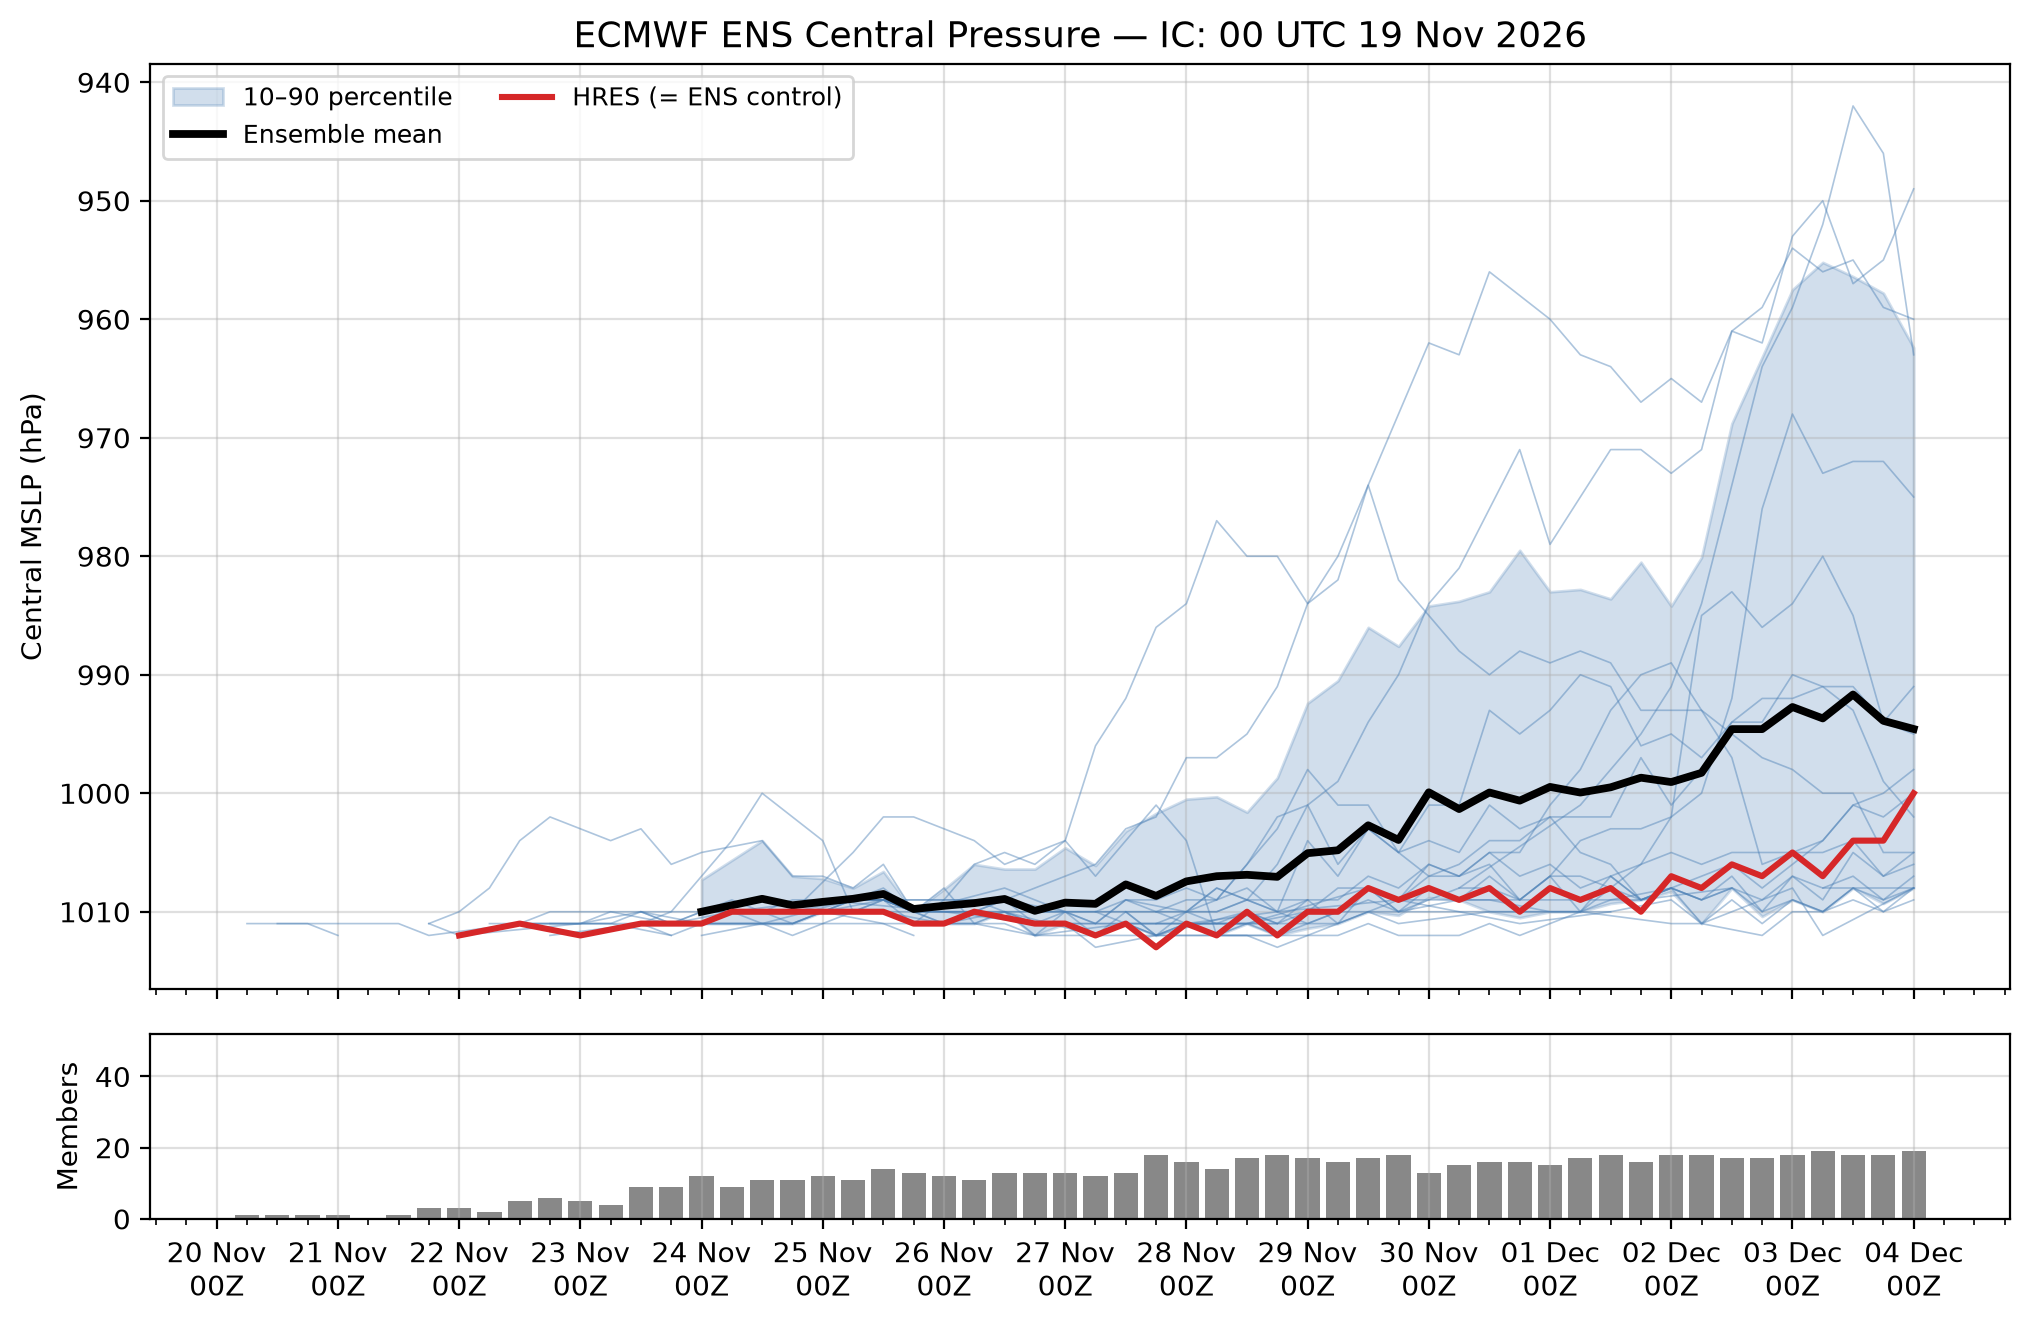 ECMWF ENS Central Pressure — IC: 00 UTC 19 Nov 2026
10–90 percentile
Ensemble mean
HRES (= ENS control)
Central MSLP (hPa)
940
950
960
970
980
990
1000
1010
Members
40
20
0
20 Nov 21 Nov 22 Nov 23 Nov 24 Nov 25 Nov 26 Nov 27 Nov 28 Nov 29 Nov 30 Nov 01 Dec 02 Dec 03 Dec 04 Dec
00Z 00Z 00Z 00Z 00Z 00Z 00Z 00Z 00Z 00Z 00Z 00Z 00Z 00Z 00Z